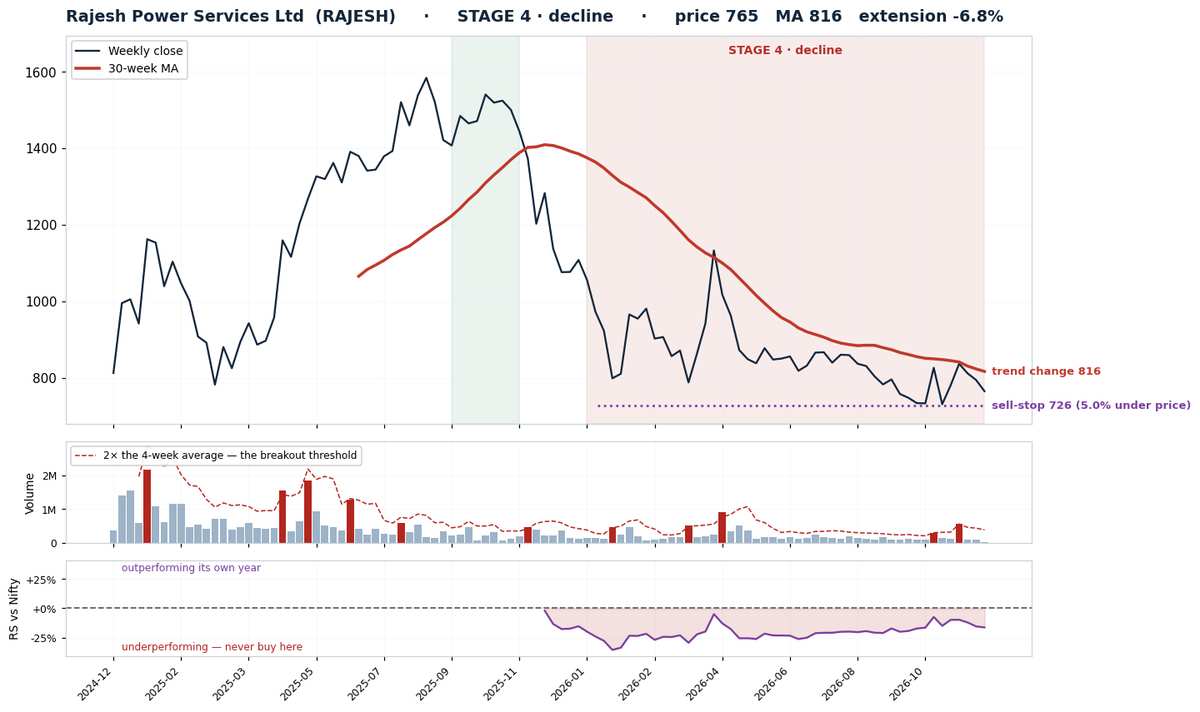 Rajesh Power Services Ltd (RAJESH) · STAGE 4 · decline · price 765 MA 816 extension -6.8%
Weekly close
30-week MA
STAGE 4 · decline
1600
1400
1200
1000
800
trend change 816
sell-stop 726 (5.0% under price)
2× the 4-week average — the breakout threshold
Volume
2M
1M
0
outperforming its own year
RS vs Nifty
+25%
+0%
-25%
underperforming — never buy here
2024-12
2025-02
2025-03
2025-05
2025-07
2025-09
2025-11
2026-01
2026-02
2026-04
2026-06
2026-08
2026-10